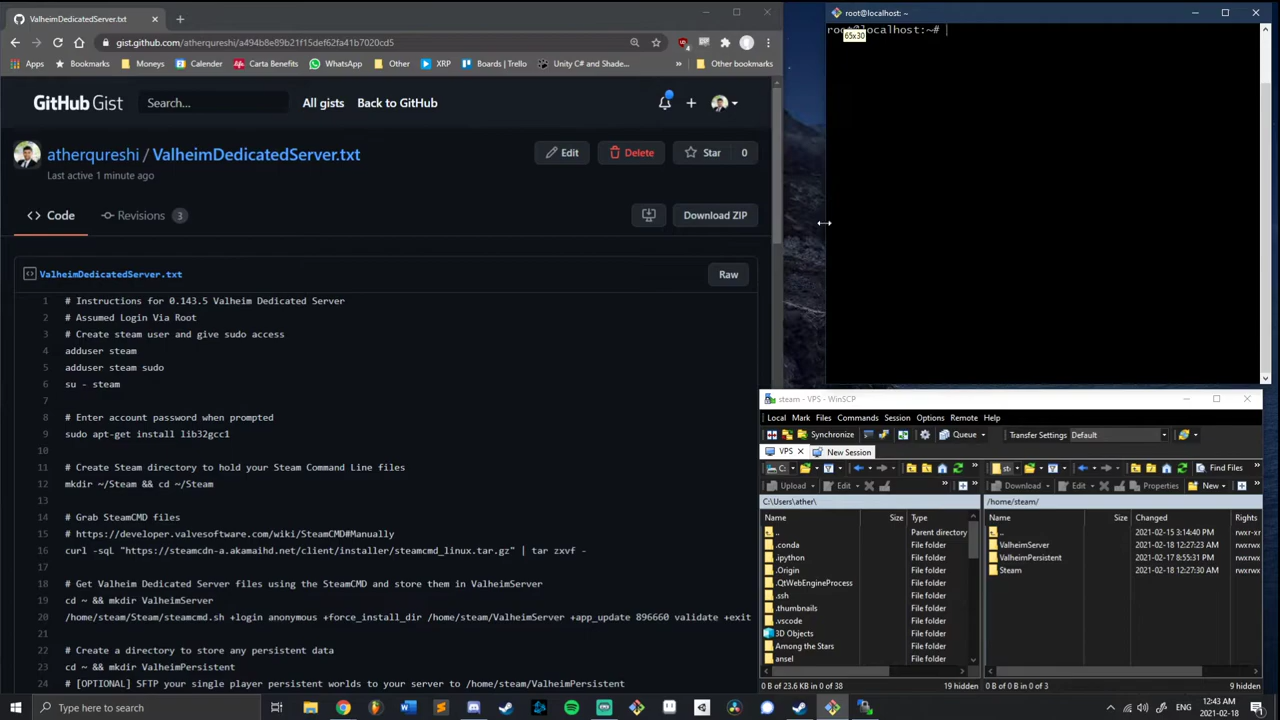 ValheimDedicatedServer.txt
gist.github.com/atherqureshi/a494b8e89b21f15def62fa41b7020cd5
Apps
Bookmarks
Moneys
Calender
Carta Benefits
WhatsApp
Other
XRP
Boards | Trello
Unity C# and Shade...
Other bookmarks
GitHub Gist
Search...
All gists
Back to GitHub
atherqureshi / ValheimDedicatedServer.txt
Last active 1 minute ago
Edit
Delete
Star
0
Code
Revisions 3
Download ZIP
ValheimDedicatedServer.txt
Raw
1 # Instructions for 0.143.5 Valheim Dedicated Server
2 # Assumed Login Via Root
3 # Create steam user and give sudo access
4 adduser steam
5 adduser steam sudo
6 su - steam
7
8 # Enter account password when prompted
9 sudo apt-get install lib32gcc1
10
11 # Create Steam directory to hold your Steam Command Line files
12 mkdir ~/Steam && cd ~/Steam
13
14 # Grab SteamCMD files
15 # https://developer.valvesoftware.com/wiki/SteamCMD#Manually
16 curl -sqL "https://steamcdn-a.akamaihd.net/client/installer/steamcmd_linux.tar.gz" | tar zxvf -
17
18 # Get Valheim Dedicated Server files using the SteamCMD and store them in ValheimServer
19 cd ~ && mkdir ValheimServer
20 /home/steam/Steam/steamcmd.sh +login anonymous +force_install_dir /home/steam/ValheimServer +app_update 896660 validate +exit
21
22 # Create a directory to store any persistent data
23 cd ~ && mkdir ValheimPersistent
24 # [OPTIONAL] SFTP your single player persistent worlds to your server to /home/steam/ValheimPersistent
root@localhost: ~
root@localhost:~#
65x30
steam - VPS - WinSCP
Local Mark Files Commands Session Options Remote Help
Synchronize
Queue
Transfer Settings Default
VPS
New Session
C:
Find Files
Upload
Edit
Download
Edit
Properties
New
C:\Users\ather\
/home/steam/
Name Size Type
.. Parent directory
.conda File folder
.ipython File folder
.Origin File folder
.QtWebEngineProcess File folder
.ssh File folder
.thumbnails File folder
.vscode File folder
3D Objects File folder
Among the Stars File folder
ansel File folder
Name Changed Rights
.. 2021-02-15 3:14:40 PM rwxr-xr
ValheimServer 2021-02-18 12:27:23 AM rwxrwx
ValheimPersistent 2021-02-17 8:55:31 PM rwxrwx
Steam 2021-02-18 12:27:30 AM rwxrwx
0 B of 23.6 KB in 0 of 38
19 hidden
0 B of 0 B in 0 of 3
9 hidden
Type here to search
12:43 AM
2021-02-18